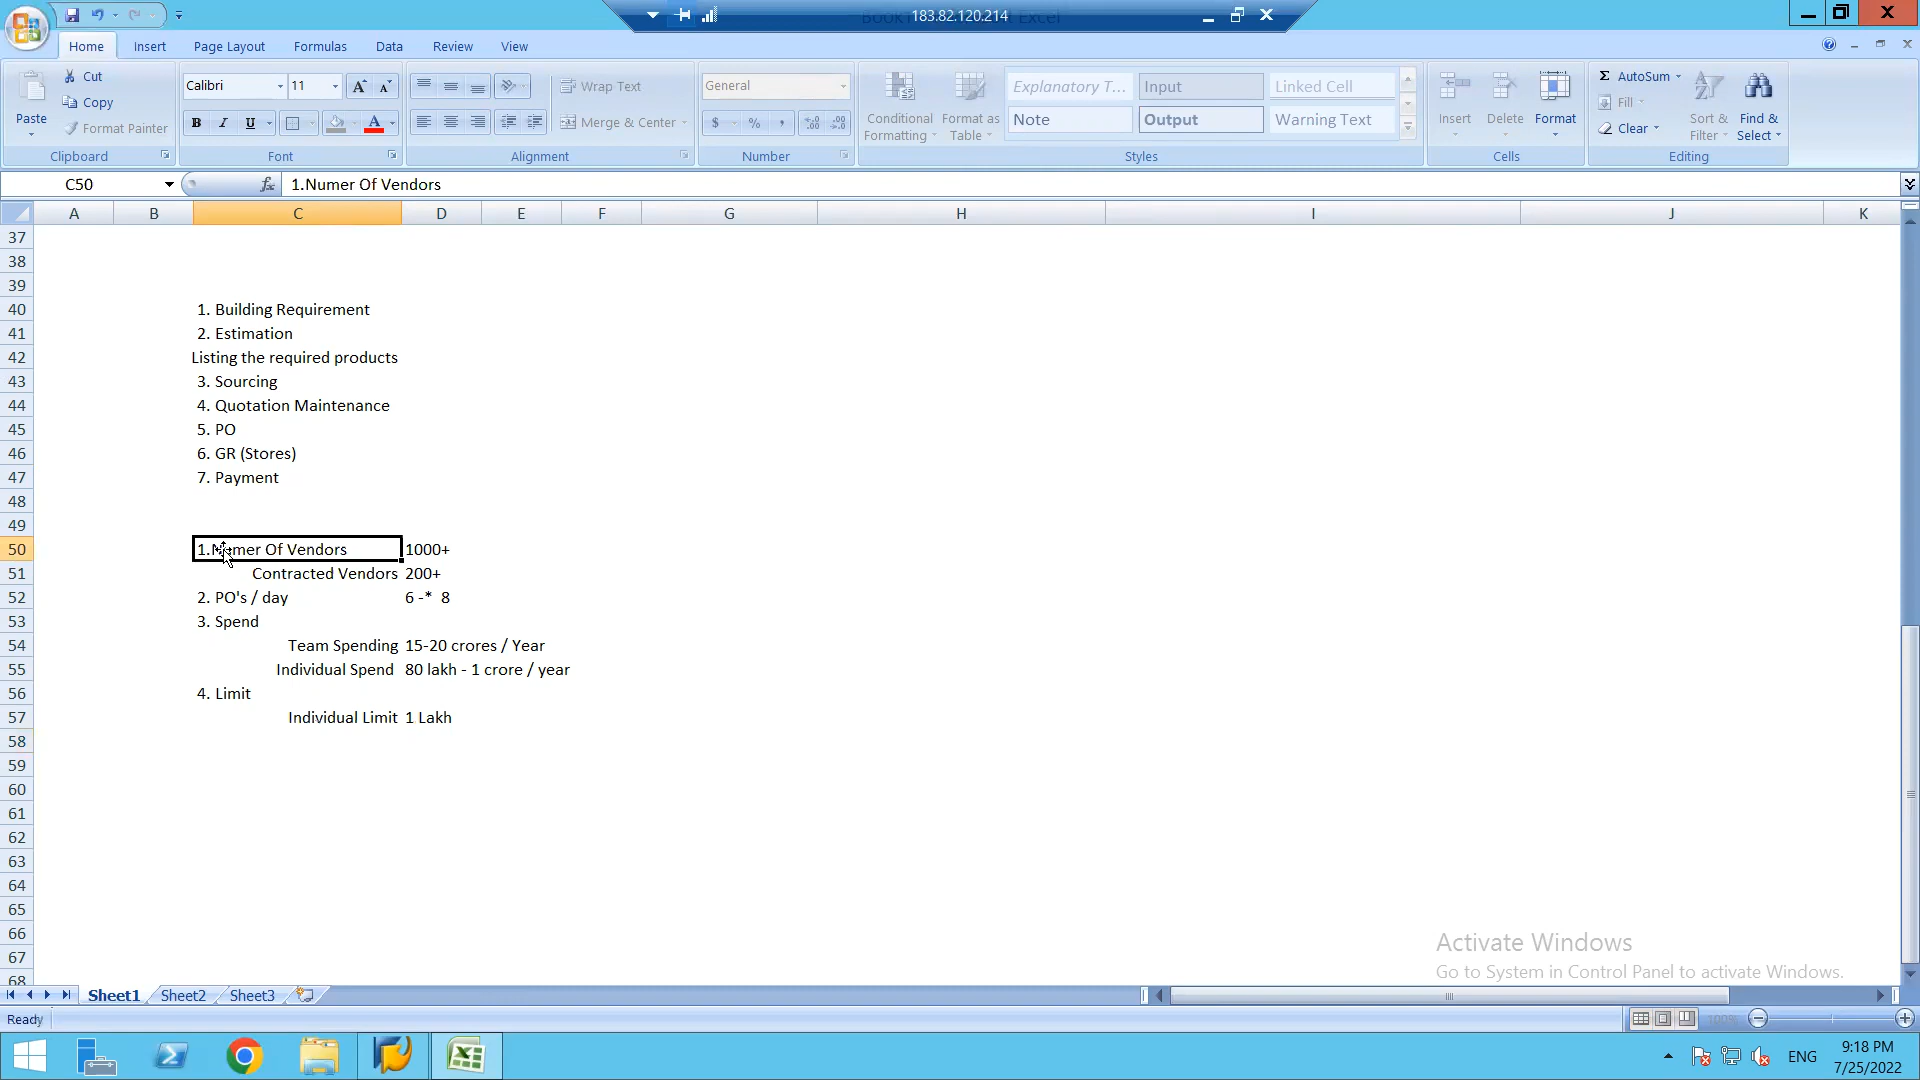 183.82.120.214
Home Insert Page Layout Formulas Data Review View
Cut
Copy
Format Painter
Paste
Clipboard
Calibri 11
B I U A
Font
Wrap Text
Merge & Center
Alignment
General
$ % ,
Number
Conditional Formatting
Format as Table
Explanatory T... Input Linked Cell
Note Output Warning Text
Styles
Insert Delete Format
Cells
Σ AutoSum
Fill
Clear
Sort & Filter
Find & Select
Editing
C50 fx 1.Numer Of Vendors
A B C D E F G H I J K
37
38
39
40 1. Building Requirement
41 2. Estimation
42 Listing the required products
43 3. Sourcing
44 4. Quotation Maintenance
45 5. PO
46 6. GR (Stores)
47 7. Payment
48
49
50 1.Numer Of Vendors 1000+
51 Contracted Vendors 200+
52 2. PO's / day 6 -* 8
53 3. Spend
54 Team Spending 15-20 crores / Year
55 Individual Spend 80 lakh - 1 crore / year
56 4. Limit
57 Individual Limit 1 Lakh
58
59
60
61
62
63
64
65
66
67
68
Activate Windows
Go to System in Control Panel to activate Windows.
Sheet1 Sheet2 Sheet3
Ready
100%
ENG
9:18 PM
7/25/2022